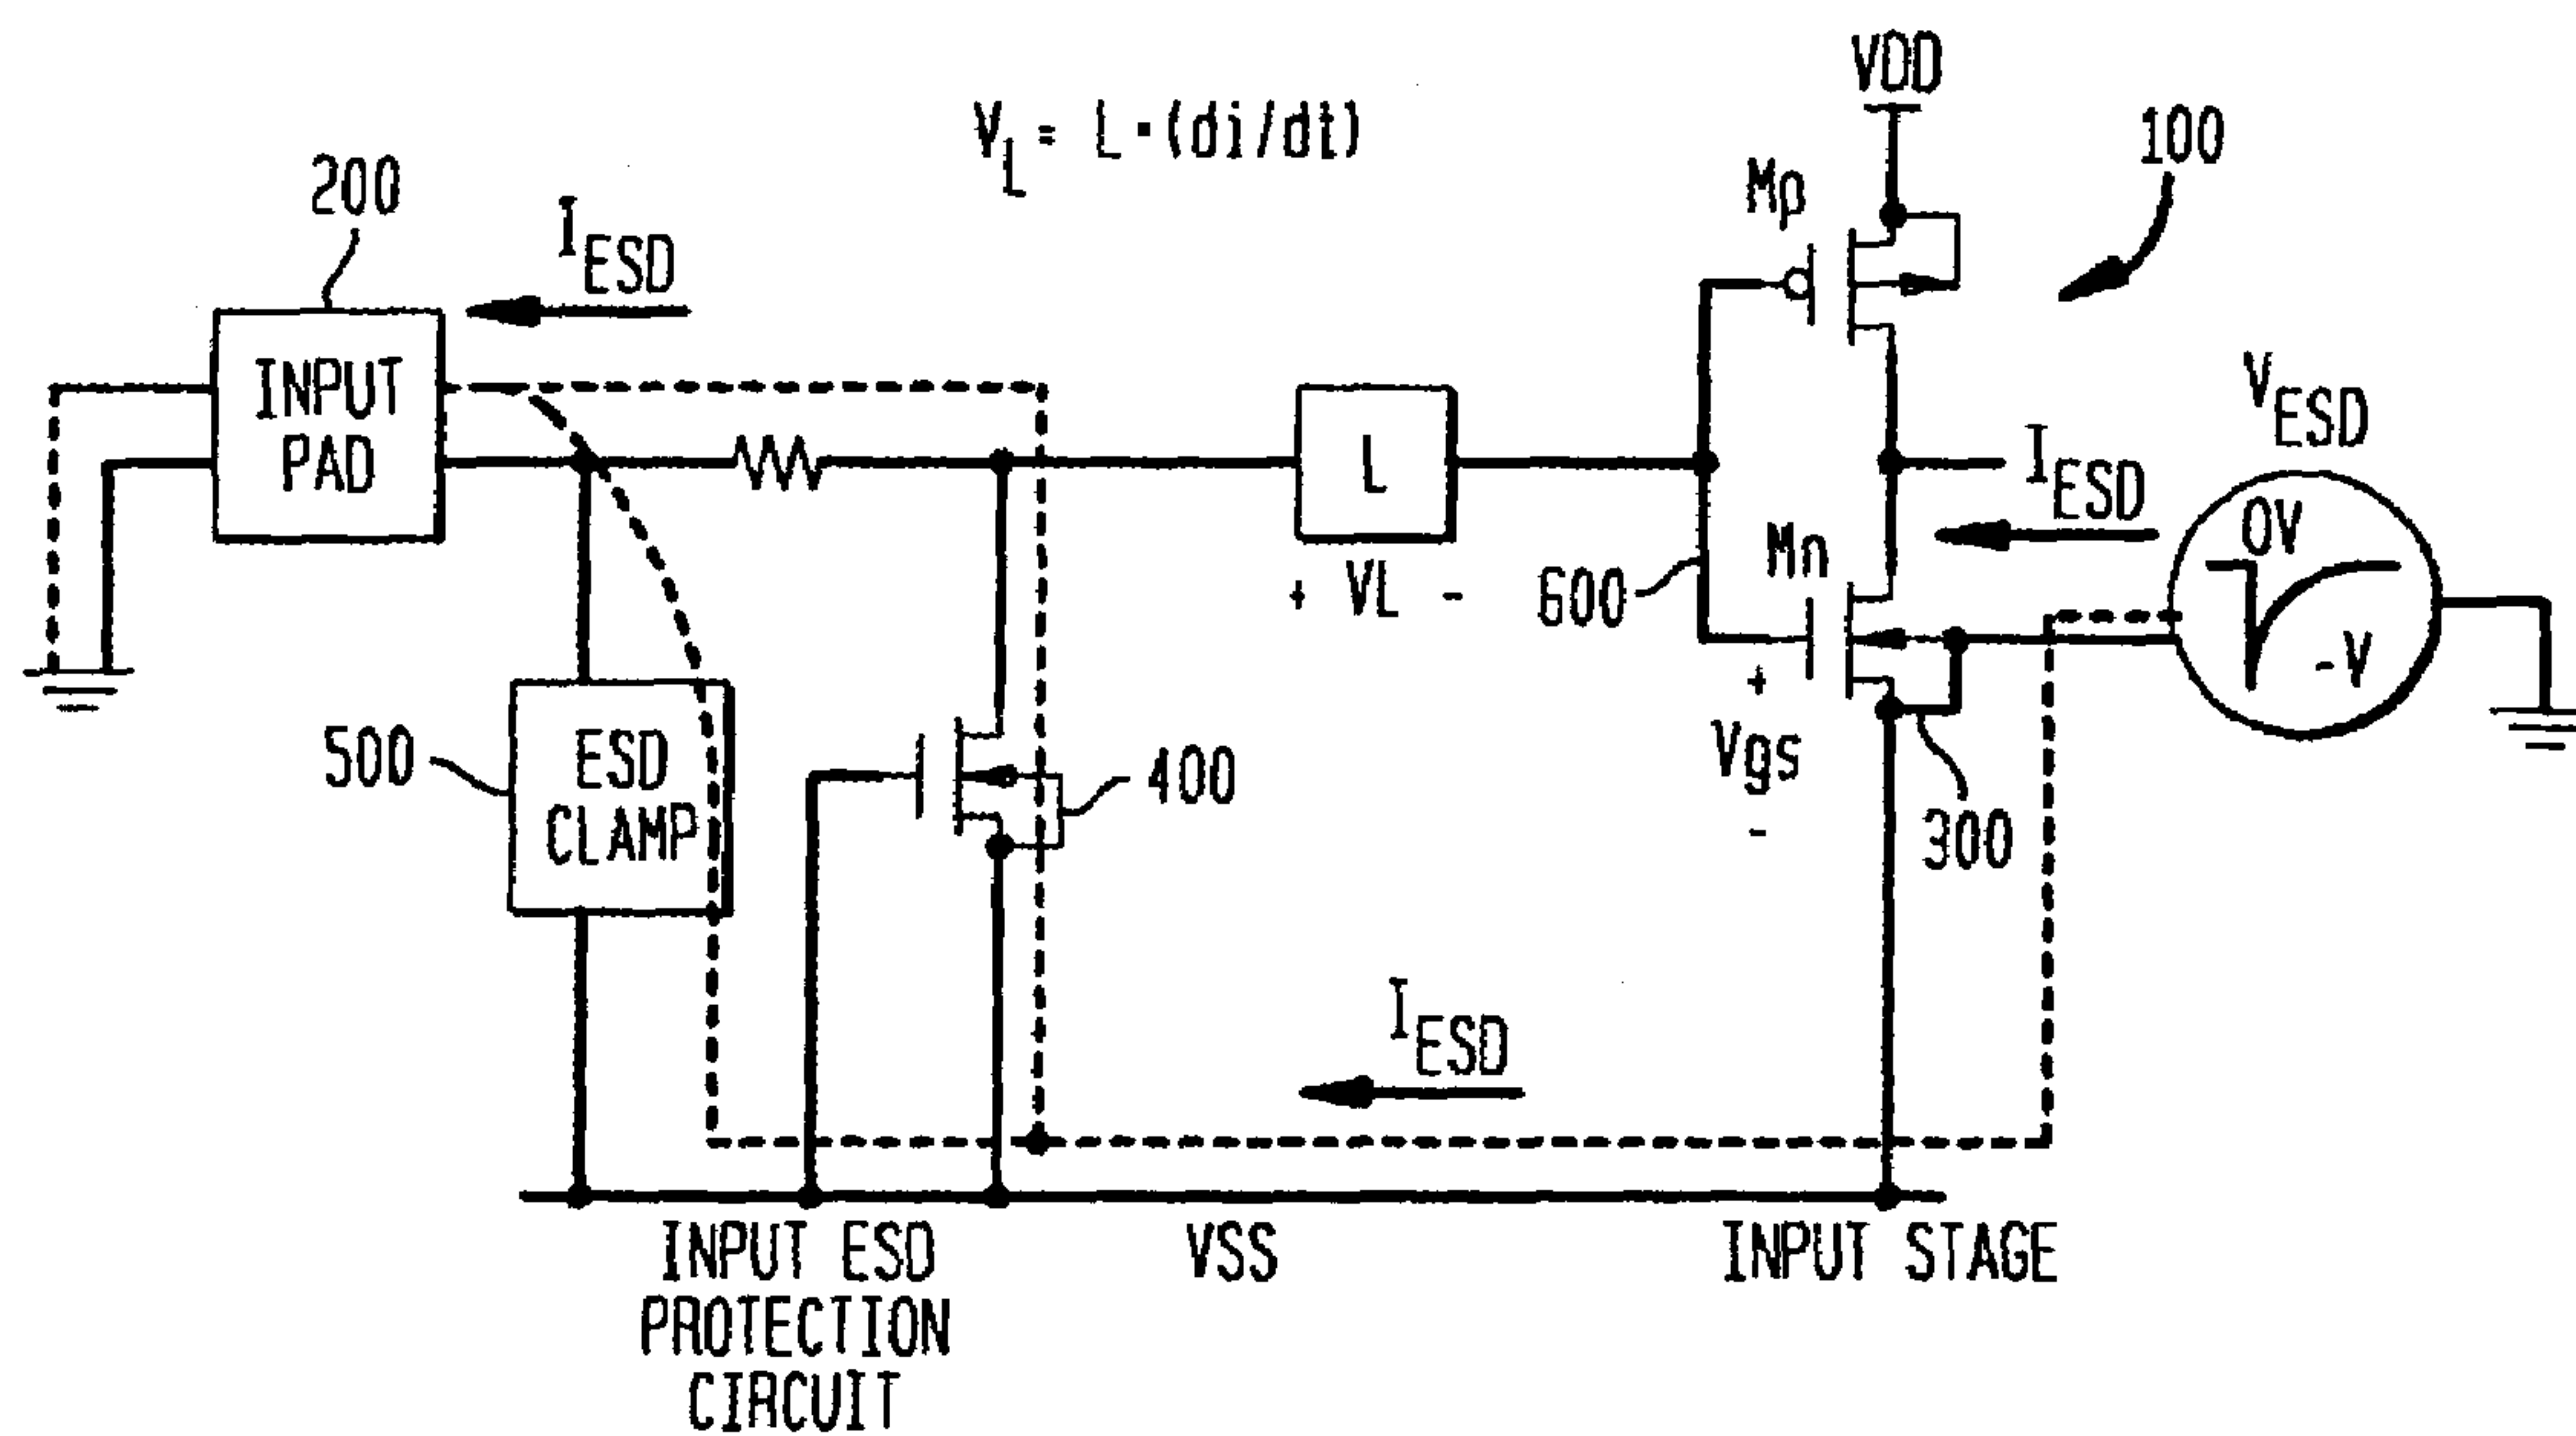 VDD
V_L = L·(di/dt)
100
200
I_ESD
Mp
INPUT
PAD
V_ESD
I_ESD
L
0V
Mn
600
+ VL -
-V
+
Vgs
-
500
ESD
CLAMP
400
300
I_ESD
INPUT ESD
PROTECTION
CIRCUIT
VSS
INPUT STAGE